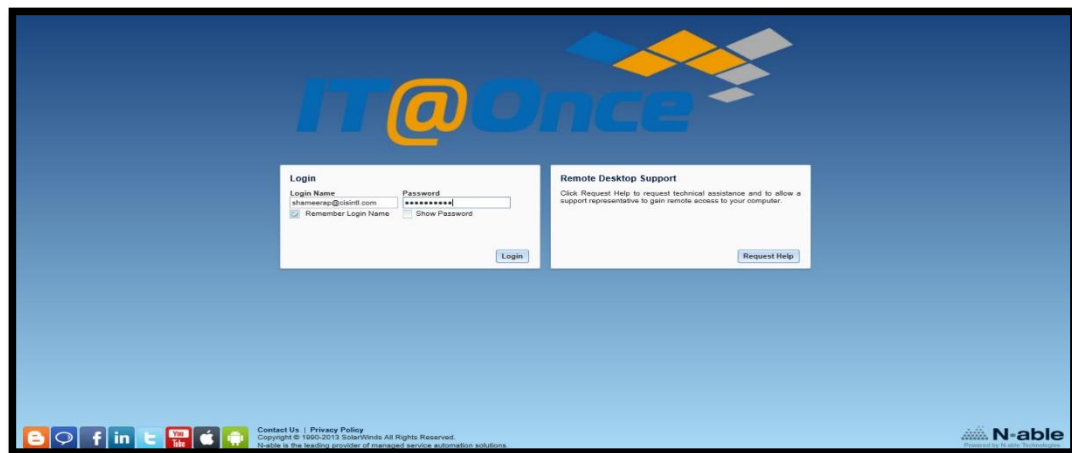 IT@Once
Login
Login Name Password
shameerap@cisintl.com ●●●●●●●●●●
Remember Login Name Show Password
Login
Remote Desktop Support
Click Request Help to request technical assistance and to allow a
support representative to gain remote access to your computer.
Request Help
You
Tube
Contact Us | Privacy Policy
Copyright © 1990-2013 SolarWinds All Rights Reserved.
N-able is the leading provider of managed service automation solutions.
N-able
Powered by N-able Technologies